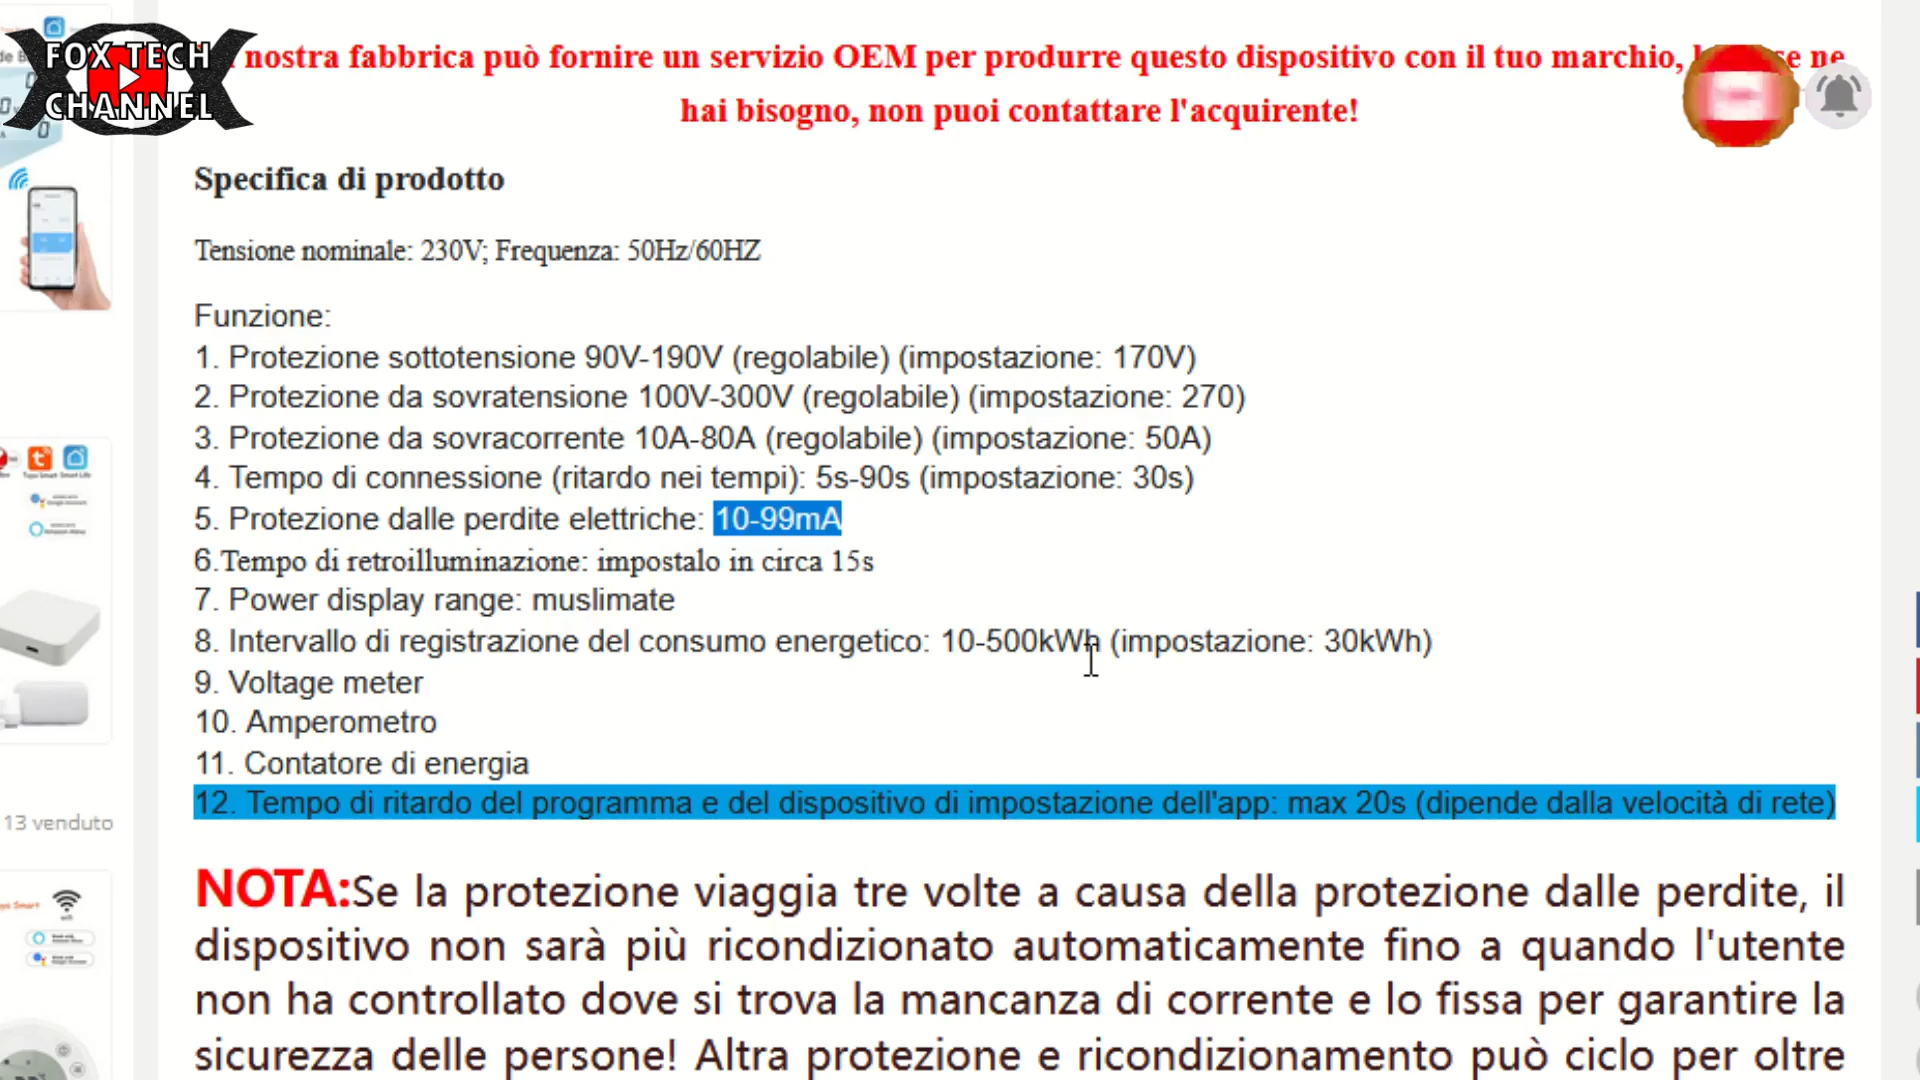 FOX TECH
CHANNEL
nostra fabbrica può fornire un servizio OEM per produrre questo dispositivo con il tuo marchio, se ne
hai bisogno, non puoi contattare l'acquirente!
Specifica di prodotto
Tensione nominale: 230V; Frequenza: 50Hz/60HZ
Funzione:
1. Protezione sottotensione 90V-190V (regolabile) (impostazione: 170V)
2. Protezione da sovratensione 100V-300V (regolabile) (impostazione: 270)
3. Protezione da sovracorrente 10A-80A (regolabile) (impostazione: 50A)
4. Tempo di connessione (ritardo nei tempi): 5s-90s (impostazione: 30s)
5. Protezione dalle perdite elettriche: 10-99mA
6.Tempo di retroilluminazione: impostalo in circa 15s
7. Power display range: muslimate
8. Intervallo di registrazione del consumo energetico: 10-500kWh (impostazione: 30kWh)
9. Voltage meter
10. Amperometro
11. Contatore di energia
12. Tempo di ritardo del programma e del dispositivo di impostazione dell'app: max 20s (dipende dalla velocità di rete)
13 venduto
NOTA:Se la protezione viaggia tre volte a causa della protezione dalle perdite, il
dispositivo non sarà più ricondizionato automaticamente fino a quando l'utente
non ha controllato dove si trova la mancanza di corrente e lo fissa per garantire la
sicurezza delle persone! Altra protezione e ricondizionamento può ciclo per oltre